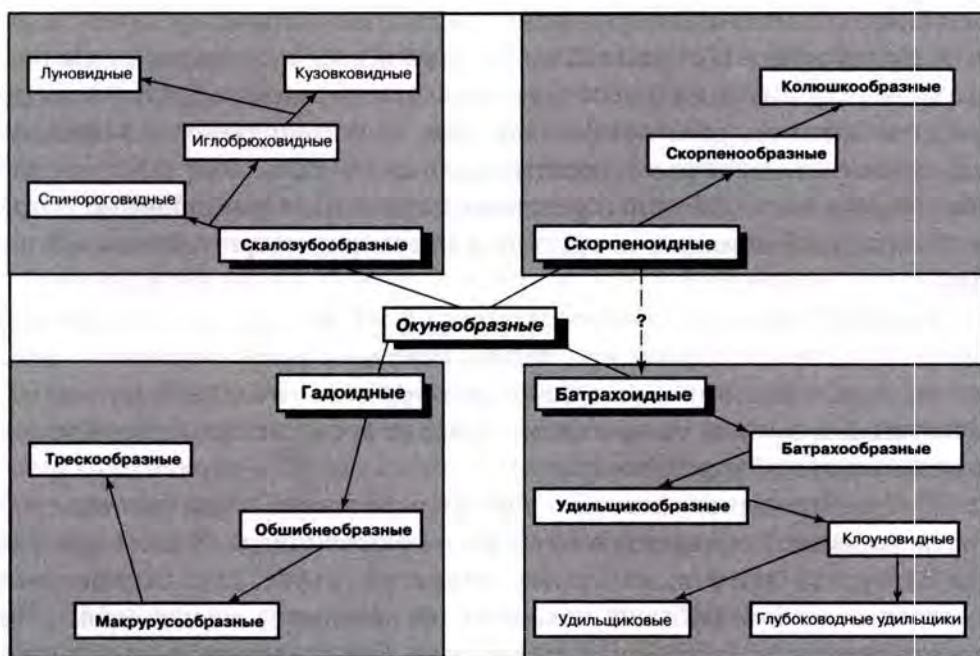 Луновидные
Кузовковидные
Иглобрюховидные
Спинороговидные
Скалозубообразные
Колюшкообразные
Скорпенообразные
Скорпеноидные
Окунеобразные
?
Гадоидные
Трескообразные
Обшибнеобразные
Макрурусообразные
Батрахоидные
Батрахообразные
Удильщикообразные
Клоуновидные
Удильщиковые
Глубоководные удильщики